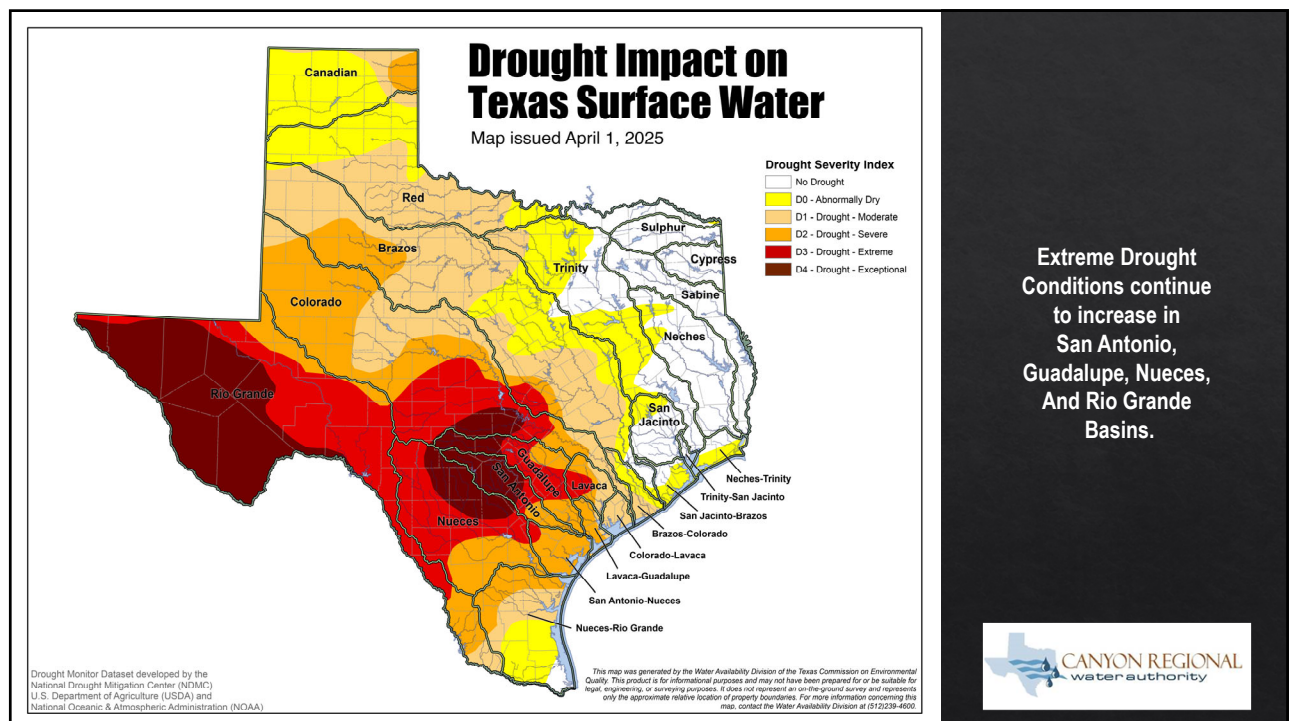 Drought Impact on
Texas Surface Water
Map issued April 1, 2025
Drought Severity Index
No Drought
D0 - Abnormally Dry
D1 - Drought - Moderate
D2 - Drought - Severe
D3 - Drought - Extreme
D4 - Drought - Exceptional
Canadian
Red
Brazos
Colorado
Trinity
Sulphur
Cypress
Sabine
Neches
Rio Grande
San
Jacinto
Guadalupe
San Antonio
Lavaca
Nueces
Neches-Trinity
Trinity-San Jacinto
San Jacinto-Brazos
Brazos-Colorado
Colorado-Lavaca
Lavaca-Guadalupe
San Antonio-Nueces
Nueces-Rio Grande
Drought Monitor Dataset developed by the
National Drought Mitigation Center (NDMC)
U.S. Department of Agriculture (USDA) and
National Oceanic & Atmospheric Administration (NOAA)
This map was generated by the Water Availability Division of the Texas Commission on Environmental
Quality. This product is for informational purposes and may not have been prepared for or be suitable for
legal, engineering, or surveying purposes. It does not represent an on-the-ground survey and represents
only the approximate relative location of property boundaries. For more information concerning this
map, contact the Water Availability Division at (512)239-4600.
Extreme Drought
Conditions continue
to increase in
San Antonio,
Guadalupe, Nueces,
And Rio Grande
Basins.
CANYON REGIONAL
water authority